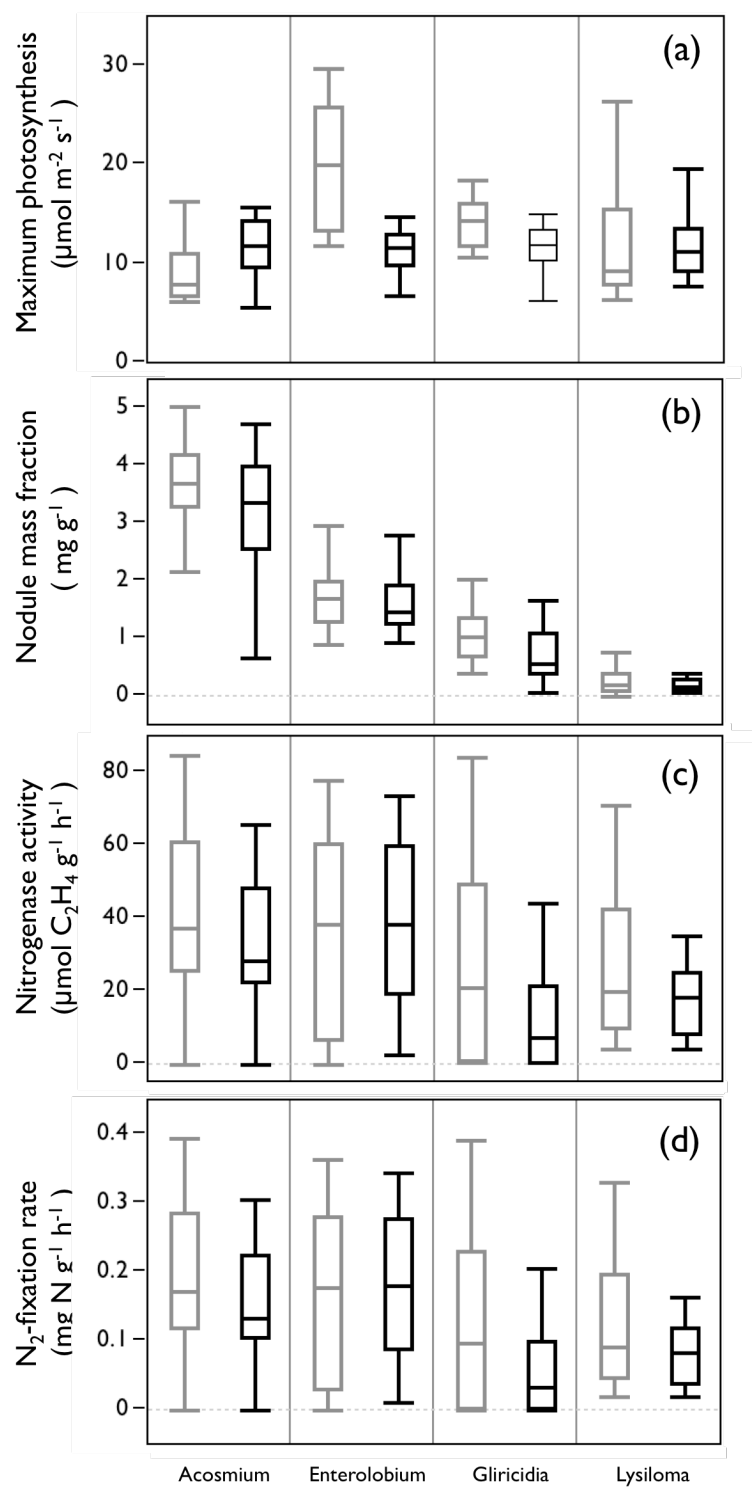 (a)
Maximum photosynthesis
(µmol m⁻² s⁻¹ )
30
20
10
0
(b)
Nodule mass fraction
( mg g⁻¹ )
5
4
3
2
1
0
(c)
Nitrogenase activity
(µmol C₂H₄ g⁻¹ h⁻¹ )
80
60
40
20
0
(d)
N₂-fixation rate
(mg N g⁻¹ h⁻¹ )
0.4
0.3
0.2
0.1
0
Acosmium Enterolobium Gliricidia Lysiloma